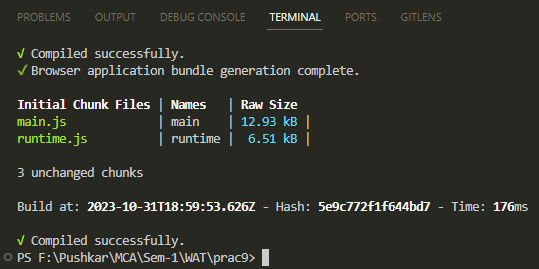 PROBLEMS OUTPUT DEBUG CONSOLE TERMINAL PORTS GITLENS
√ Compiled successfully.
✓ Browser application bundle generation complete.
Initial Chunk Files | Names | Raw Size
main.js | main | 12.93 kB |
runtime.js | runtime | 6.51 kB |
3 unchanged chunks
Build at: 2023-10-31T18:59:53.626Z - Hash: 5e9c772f1f644bd7 - Time: 176ms
√ Compiled successfully.
PS F:\Pushkar\MCA\Sem-1\WAT\prac9>